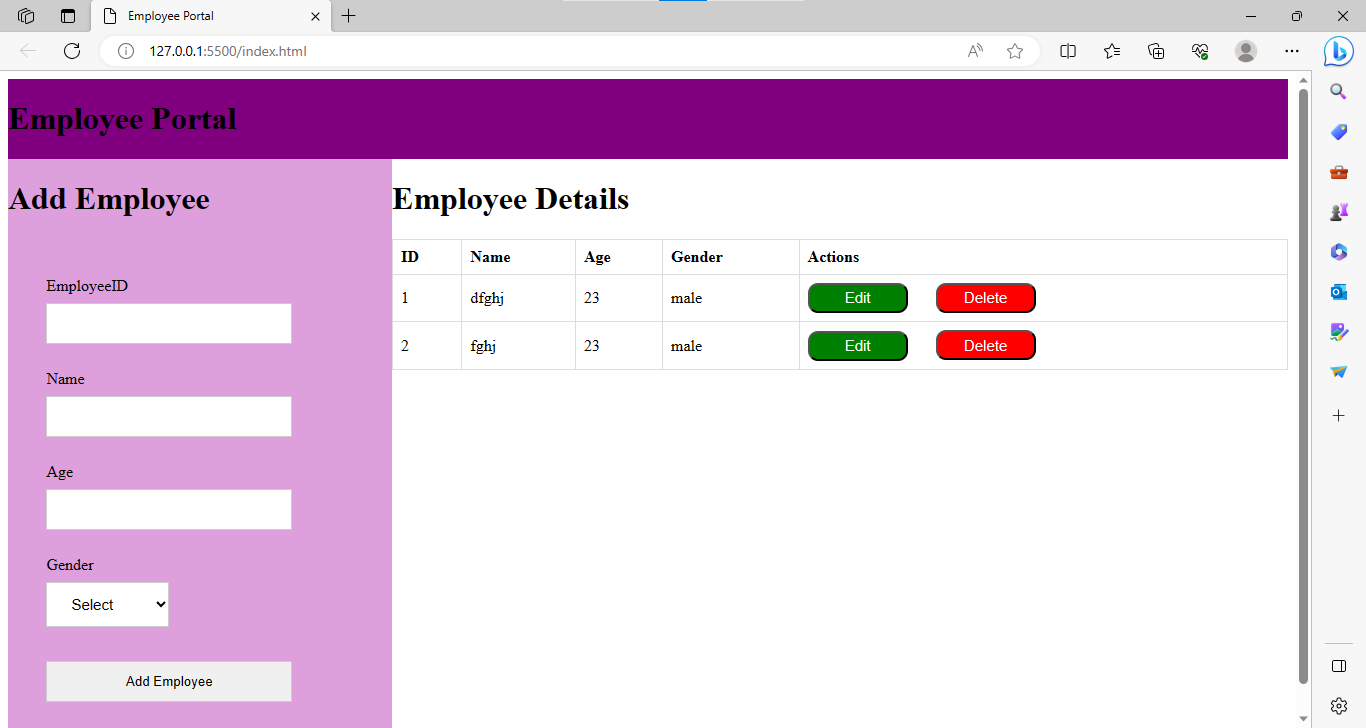 Employee Portal
127.0.0.1:5500/index.html
Employee Portal
Add Employee
EmployeeID
Name
Age
Gender
Select
Add Employee
Employee Details
ID Name Age Gender Actions
1 dfghj 23 male Edit Delete
2 fghj 23 male Edit Delete